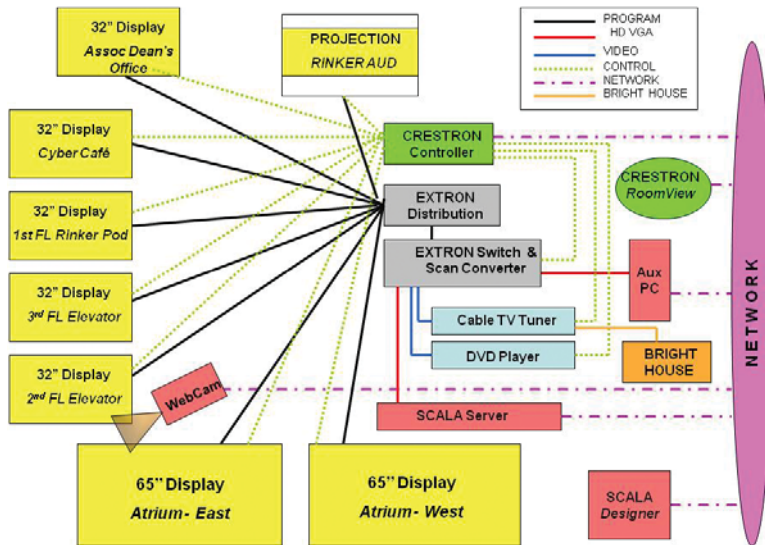 32” Display
Assoc Dean's
Office
PROJECTION
RINKER AUD
PROGRAM
HD VGA
VIDEO
CONTROL
NETWORK
BRIGHT HOUSE
32” Display
Cyber Café
CRESTRON
Controller
CRESTRON
RoomView
32” Display
1st FL Rinker Pod
EXTRON
Distribution
EXTRON Switch &
Scan Converter
Aux
PC
32” Display
3rd FL Elevator
Cable TV Tuner
DVD Player
BRIGHT
HOUSE
NETWORK
32” Display
2nd FL Elevator
WebCam
SCALA Server
65” Display
Atrium- East
65” Display
Atrium- West
SCALA
Designer